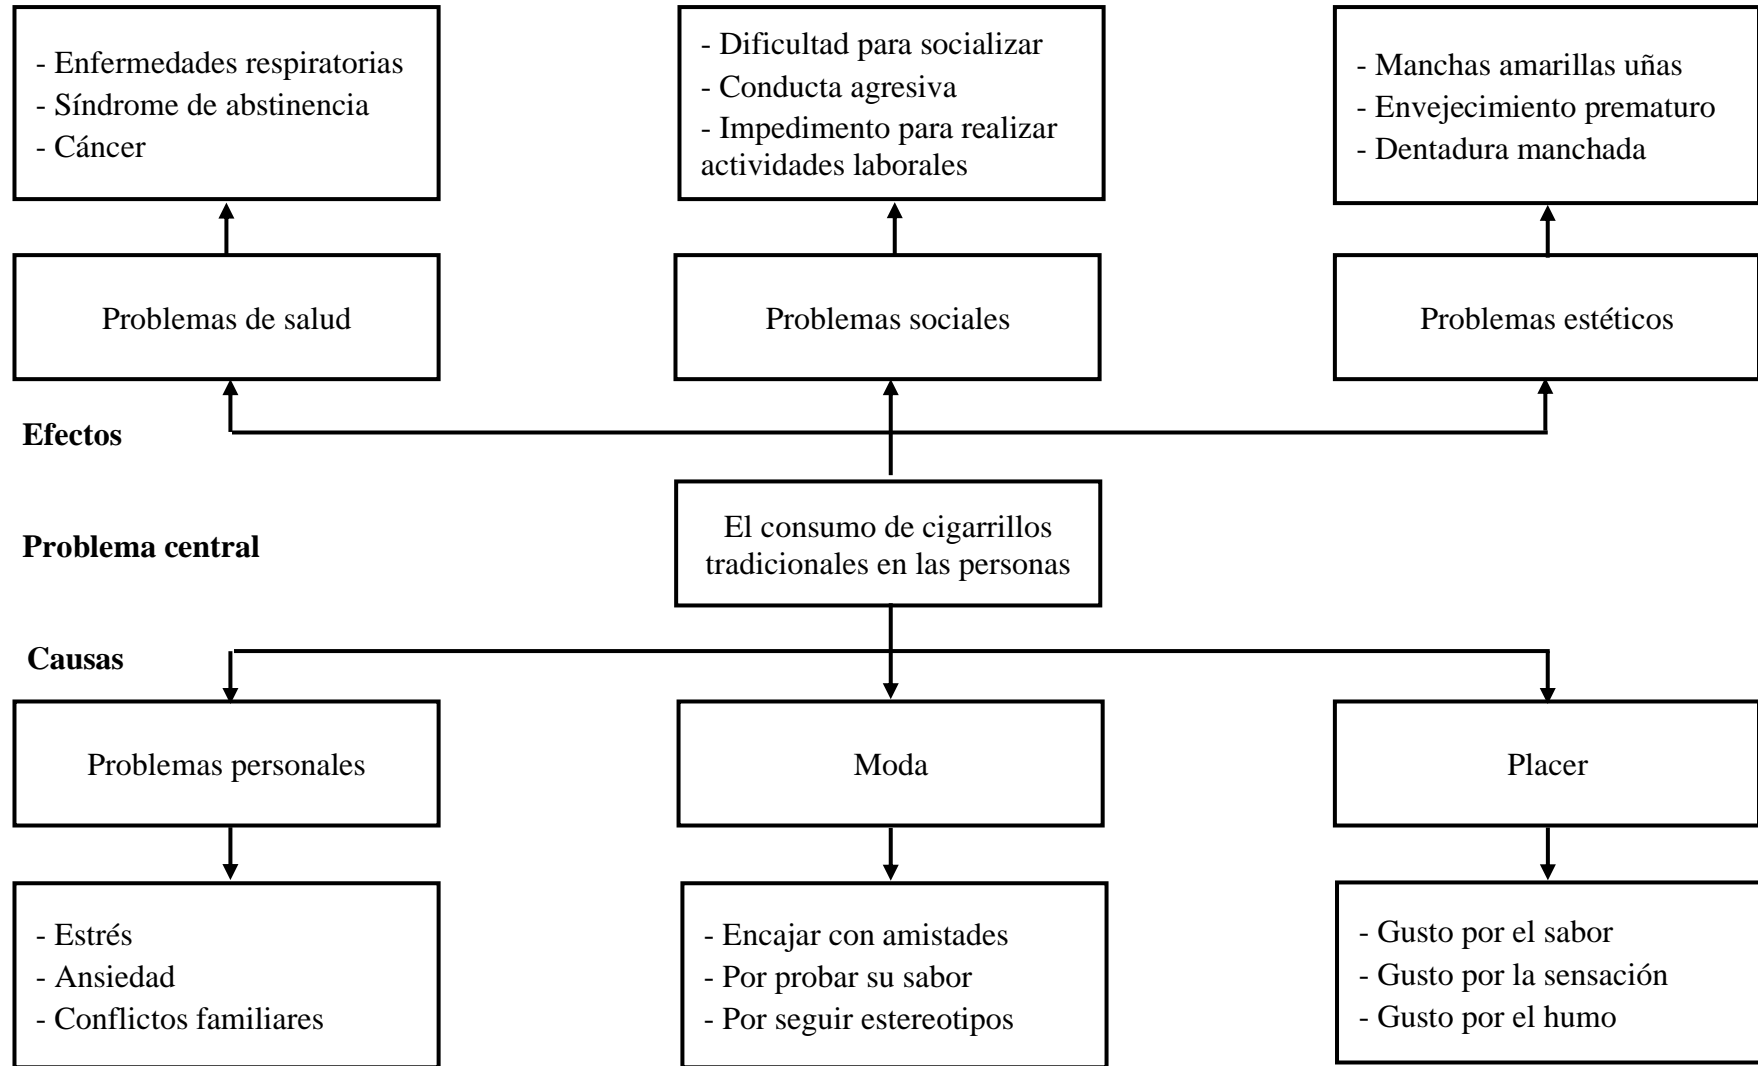 - Enfermedades respiratorias
- Síndrome de abstinencia
- Cáncer
- Dificultad para socializar
- Conducta agresiva
- Impedimento para realizar
actividades laborales
- Manchas amarillas uñas
- Envejecimiento prematuro
- Dentadura manchada
Problemas de salud
Problemas sociales
Problemas estéticos
Efectos
Problema central
El consumo de cigarrillos
tradicionales en las personas
Causas
Problemas personales
Moda
Placer
- Estrés
- Ansiedad
- Conflictos familiares
- Encajar con amistades
- Por probar su sabor
- Por seguir estereotipos
- Gusto por el sabor
- Gusto por la sensación
- Gusto por el humo